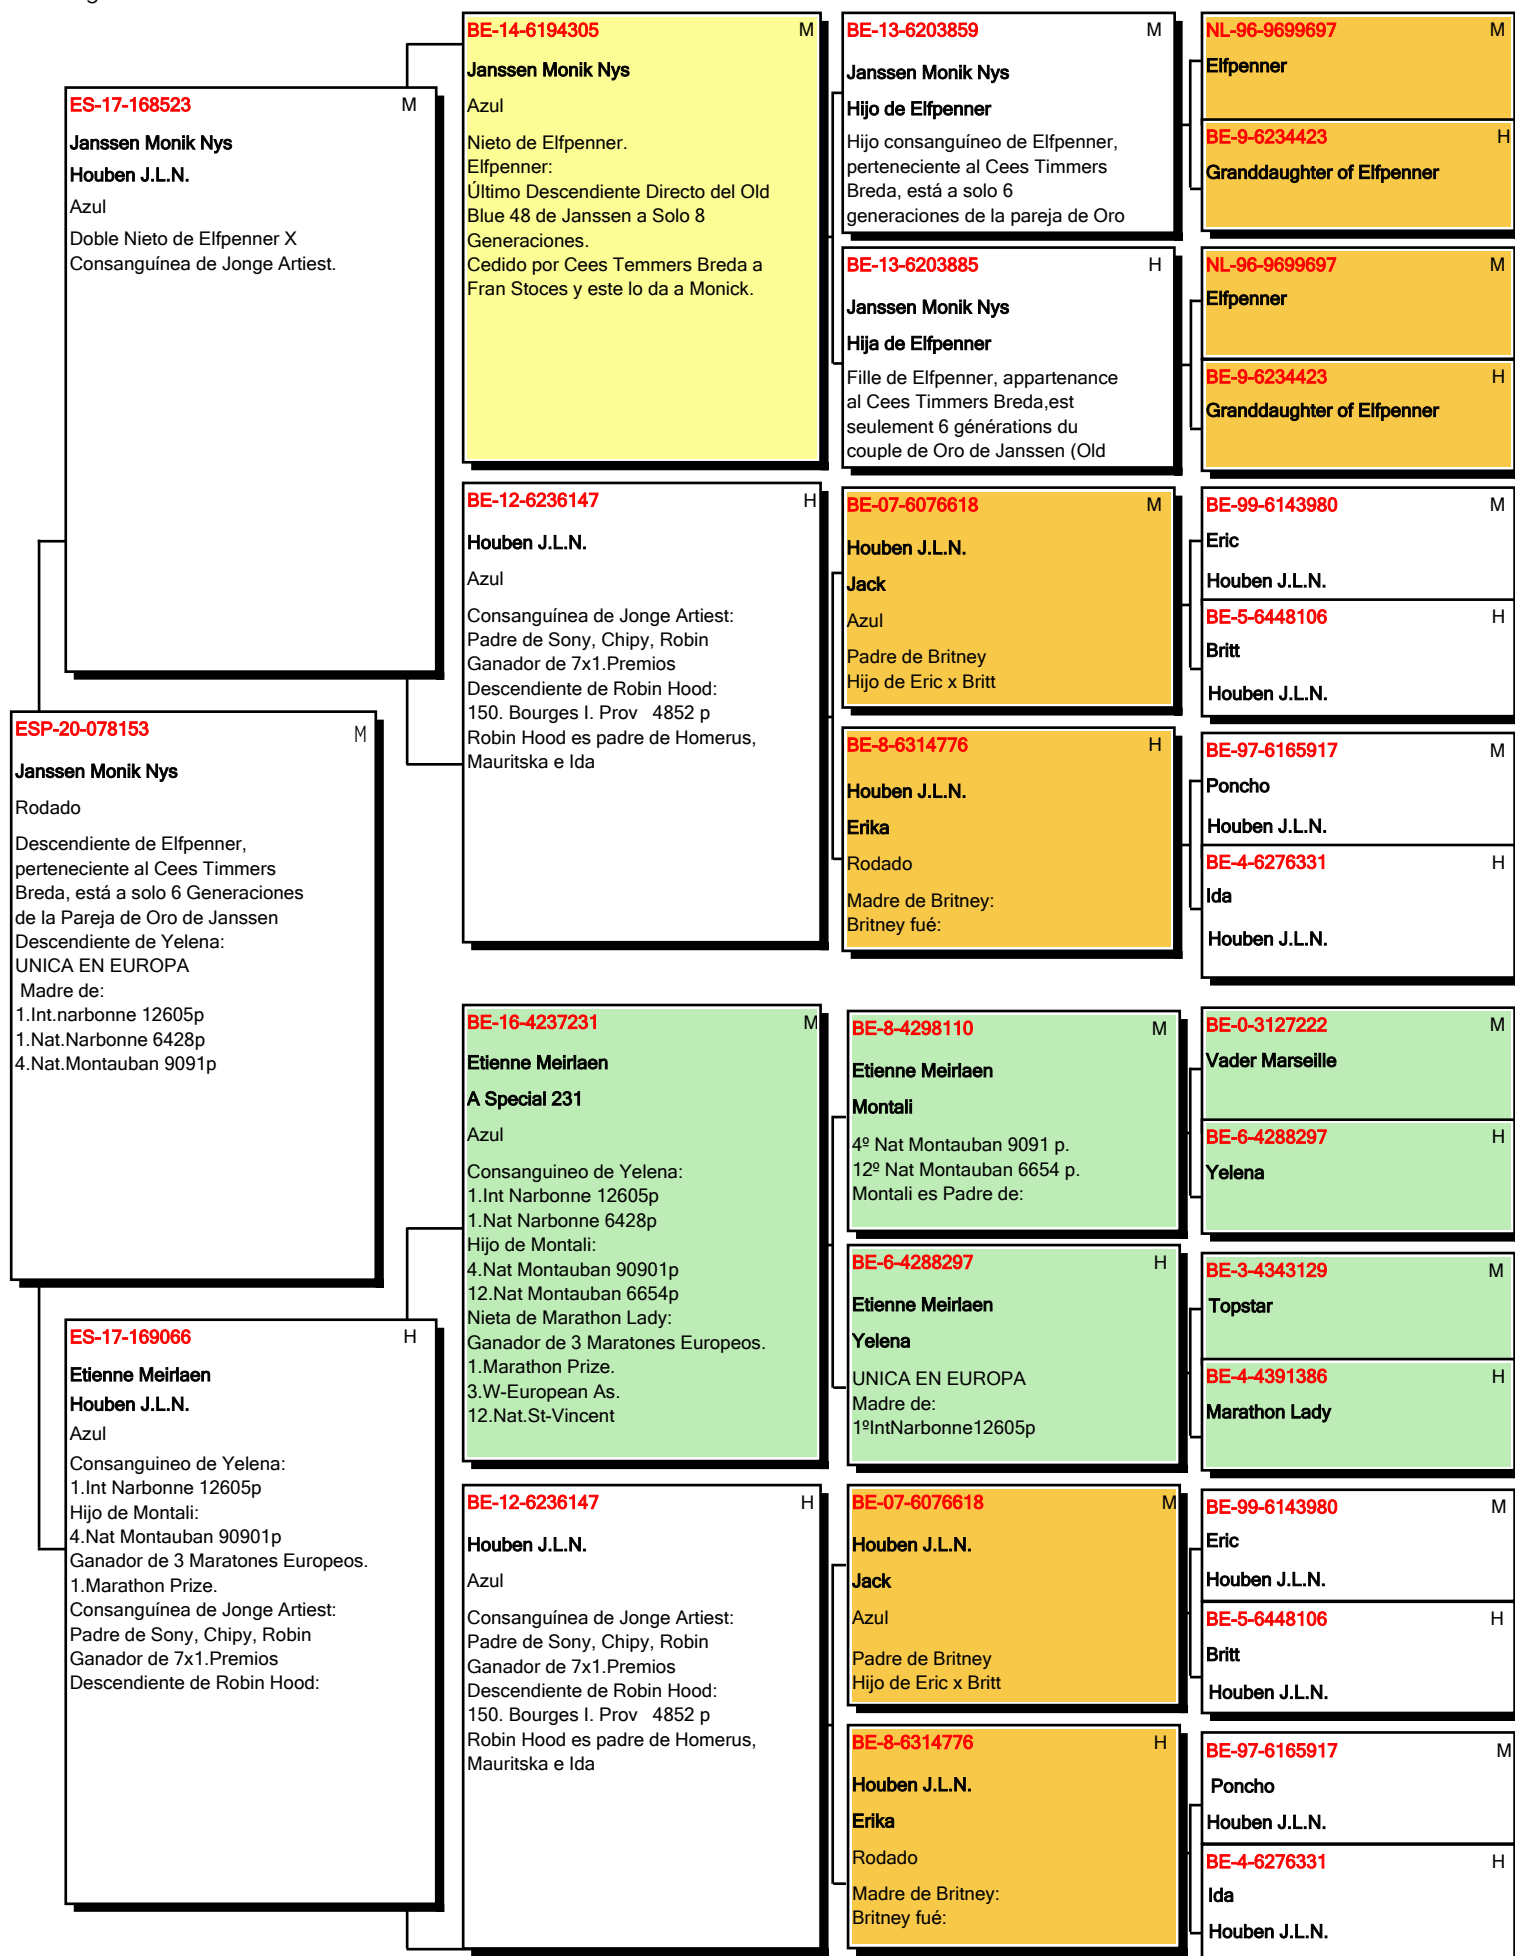 ESP-20-078153 M
Janssen Monik Nys
Rodado
Descendiente de Elfpenner,
perteneciente al Cees Timmers
Breda, está a solo 6 Generaciones
de la Pareja de Oro de Janssen
Descendiente de Yelena:
UNICA EN EUROPA
Madre de:
1.Int.narbonne 12605p
1.Nat.Narbonne 6428p
4.Nat.Montauban 9091p
ES-17-168523 M
Janssen Monik Nys
Houben J.L.N.
Azul
Doble Nieto de Elfpenner X
Consanguínea de Jonge Artiest.
ES-17-169066 H
Etienne Meirlaen
Houben J.L.N.
Azul
Consanguineo de Yelena:
1.Int Narbonne 12605p
Hijo de Montali:
4.Nat Montauban 90901p
Ganador de 3 Maratones Europeos.
1.Marathon Prize.
Consanguínea de Jonge Artiest:
Padre de Sony, Chipy, Robin
Ganador de 7x1.Premios
Descendiente de Robin Hood:
BE-14-6194305 M
Janssen Monik Nys
Azul
Nieto de Elfpenner.
Elfpenner:
Último Descendiente Directo del Old
Blue 48 de Janssen a Solo 8
Generaciones.
Cedido por Cees Temmers Breda a
Fran Stoces y este lo da a Monick.
BE-12-6236147 H
Houben J.L.N.
Azul
Consanguínea de Jonge Artiest:
Padre de Sony, Chipy, Robin
Ganador de 7x1.Premios
Descendiente de Robin Hood:
150. Bourges I. Prov 4852 p
Robin Hood es padre de Homerus,
Mauritska e Ida
BE-16-4237231 M
Etienne Meirlaen
A Special 231
Azul
Consanguineo de Yelena:
1.Int Narbonne 12605p
1.Nat Narbonne 6428p
Hijo de Montali:
4.Nat Montauban 90901p
12.Nat Montauban 6654p
Nieta de Marathon Lady:
Ganador de 3 Maratones Europeos.
1.Marathon Prize.
3.W-European As.
12.Nat.St-Vincent
BE-12-6236147 H
Houben J.L.N.
Azul
Consanguínea de Jonge Artiest:
Padre de Sony, Chipy, Robin
Ganador de 7x1.Premios
Descendiente de Robin Hood:
150. Bourges I. Prov 4852 p
Robin Hood es padre de Homerus,
Mauritska e Ida
BE-13-6203859 M
Janssen Monik Nys
Hijo de Elfpenner
Hijo consanguíneo de Elfpenner,
perteneciente al Cees Timmers
Breda, está a solo 6
generaciones de la pareja de Oro
BE-13-6203885 H
Janssen Monik Nys
Hija de Elfpenner
Fille de Elfpenner, appartenance
al Cees Timmers Breda,est
seulement 6 générations du
couple de Oro de Janssen (Old
BE-07-6076618 M
Houben J.L.N.
Jack
Azul
Padre de Britney
Hijo de Eric x Britt
BE-8-6314776 H
Houben J.L.N.
Erika
Rodado
Madre de Britney:
Britney fué:
BE-8-4298110 M
Etienne Meirlaen
Montali
4º Nat Montauban 9091 p.
12º Nat Montauban 6654 p.
Montali es Padre de:
BE-6-4288297 H
Etienne Meirlaen
Yelena
UNICA EN EUROPA
Madre de:
1ºIntNarbonne12605p
BE-07-6076618 M
Houben J.L.N.
Jack
Azul
Padre de Britney
Hijo de Eric x Britt
BE-8-6314776 H
Houben J.L.N.
Erika
Rodado
Madre de Britney:
Britney fué:
NL-96-9699697 M
Elfpenner
BE-9-6234423 H
Granddaughter of Elfpenner
NL-96-9699697 M
Elfpenner
BE-9-6234423 H
Granddaughter of Elfpenner
BE-99-6143980 M
Eric
Houben J.L.N.
BE-5-6448106 H
Britt
Houben J.L.N.
BE-97-6165917 M
Poncho
Houben J.L.N.
BE-4-6276331 H
Ida
Houben J.L.N.
BE-0-3127222 M
Vader Marseille
BE-6-4288297 H
Yelena
BE-3-4343129 M
Topstar
BE-4-4391386 H
Marathon Lady
BE-99-6143980 M
Eric
Houben J.L.N.
BE-5-6448106 H
Britt
Houben J.L.N.
BE-97-6165917 M
Poncho
Houben J.L.N.
BE-4-6276331 H
Ida
Houben J.L.N.